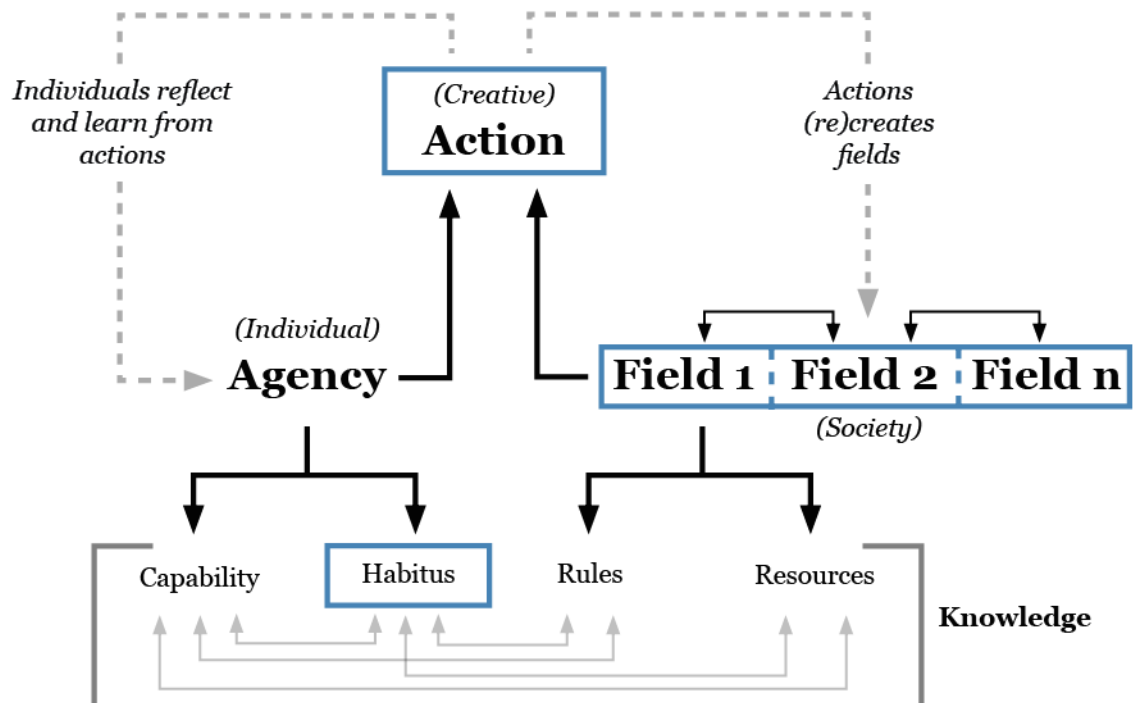 Individuals reflect
and learn from
actions
(Creative)
Action
Actions
(re)creates
fields
(Individual)
Agency
Field 1
Field 2
Field n
(Society)
Capability
Habitus
Rules
Resources
Knowledge